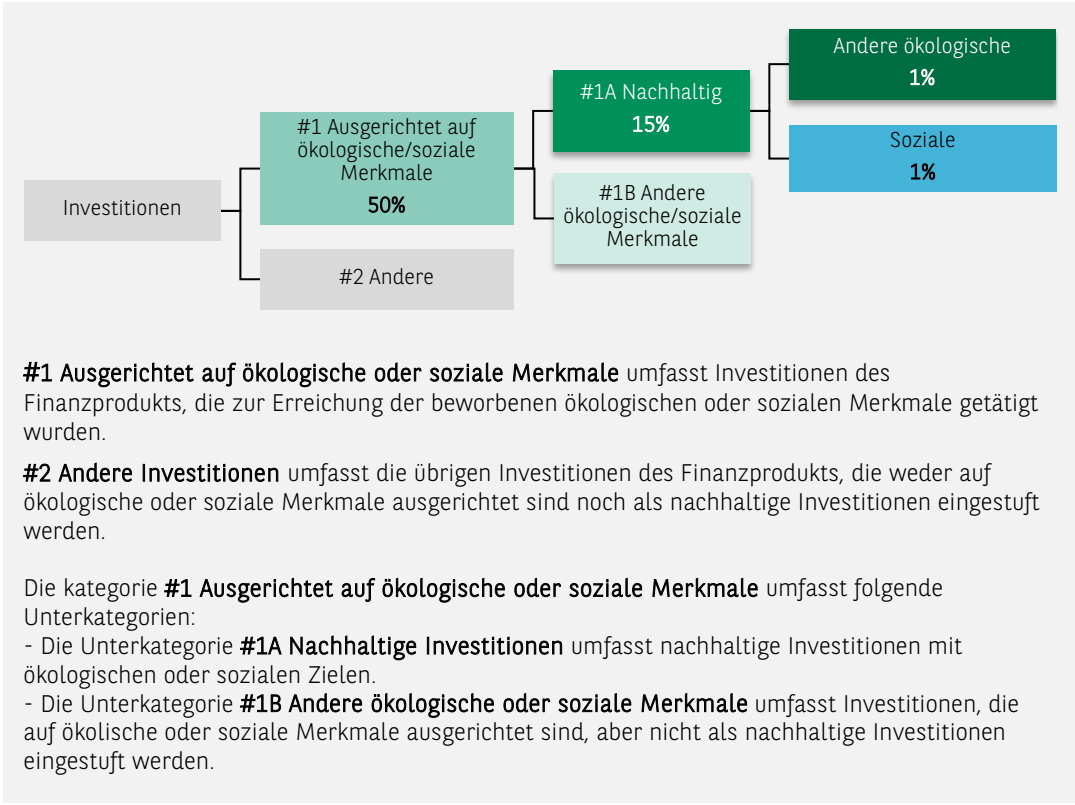 Investitionen
#1 Ausgerichtet auf
ökologische/soziale
Merkmale
50%
#2 Andere
#1A Nachhaltig
15%
#1B Andere
ökologische/soziale
Merkmale
Andere ökologische
1%
Soziale
1%
#1 Ausgerichtet auf ökologische oder soziale Merkmale umfasst Investitionen des
Finanzprodukts, die zur Erreichung der beworbenen ökologischen oder sozialen Merkmale getätigt
wurden.
#2 Andere Investitionen umfasst die übrigen Investitionen des Finanzprodukts, die weder auf
ökologische oder soziale Merkmale ausgerichtet sind noch als nachhaltige Investitionen eingestuft
werden.
Die kategorie #1 Ausgerichtet auf ökologische oder soziale Merkmale umfasst folgende
Unterkategorien:
- Die Unterkategorie #1A Nachhaltige Investitionen umfasst nachhaltige Investitionen mit
ökologischen oder sozialen Zielen.
- Die Unterkategorie #1B Andere ökologische oder soziale Merkmale umfasst Investitionen, die
auf ökolische oder soziale Merkmale ausgerichtet sind, aber nicht als nachhaltige Investitionen
eingestuft werden.